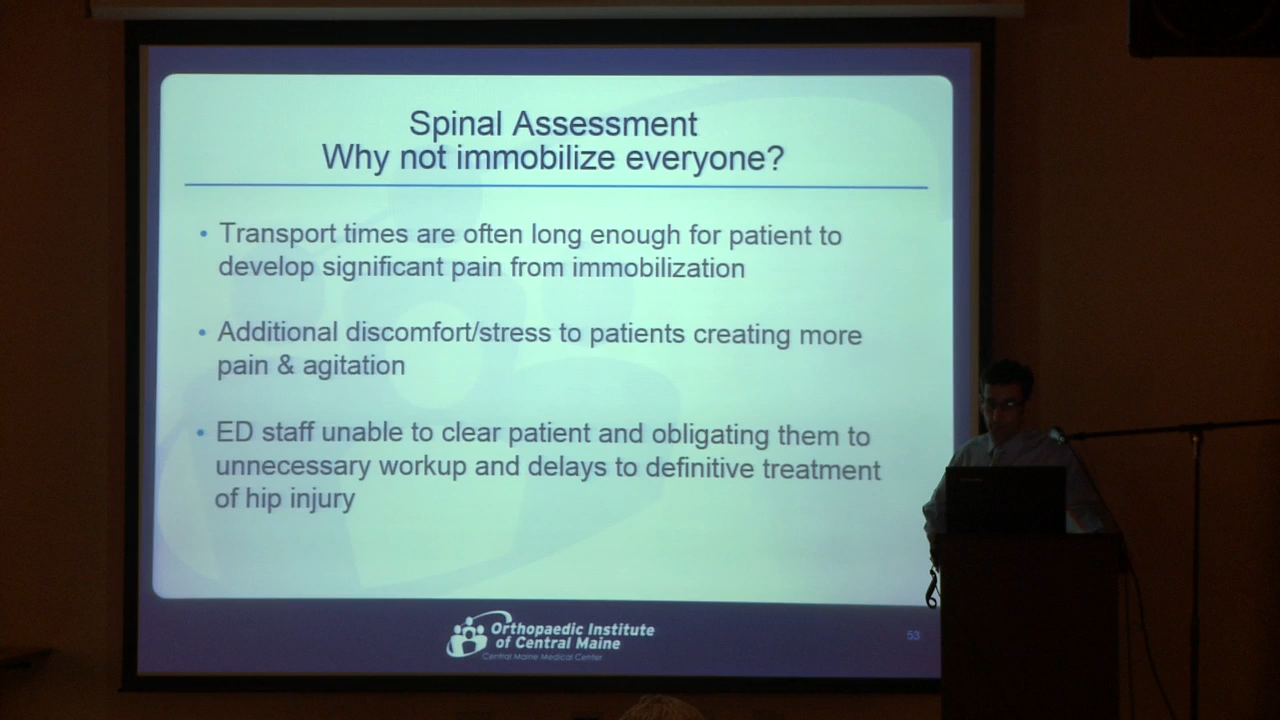 Spinal Assessment
Why not immobilize everyone?
• Transport times are often long enough for patient to
develop significant pain from immobilization
• Additional discomfort/stress to patients creating more
pain & agitation
• ED staff unable to clear patient and obligating them to
unnecessary workup and delays to definitive treatment
of hip injury
Orthopaedic Institute
of Central Maine
Central Maine Medical Center
53